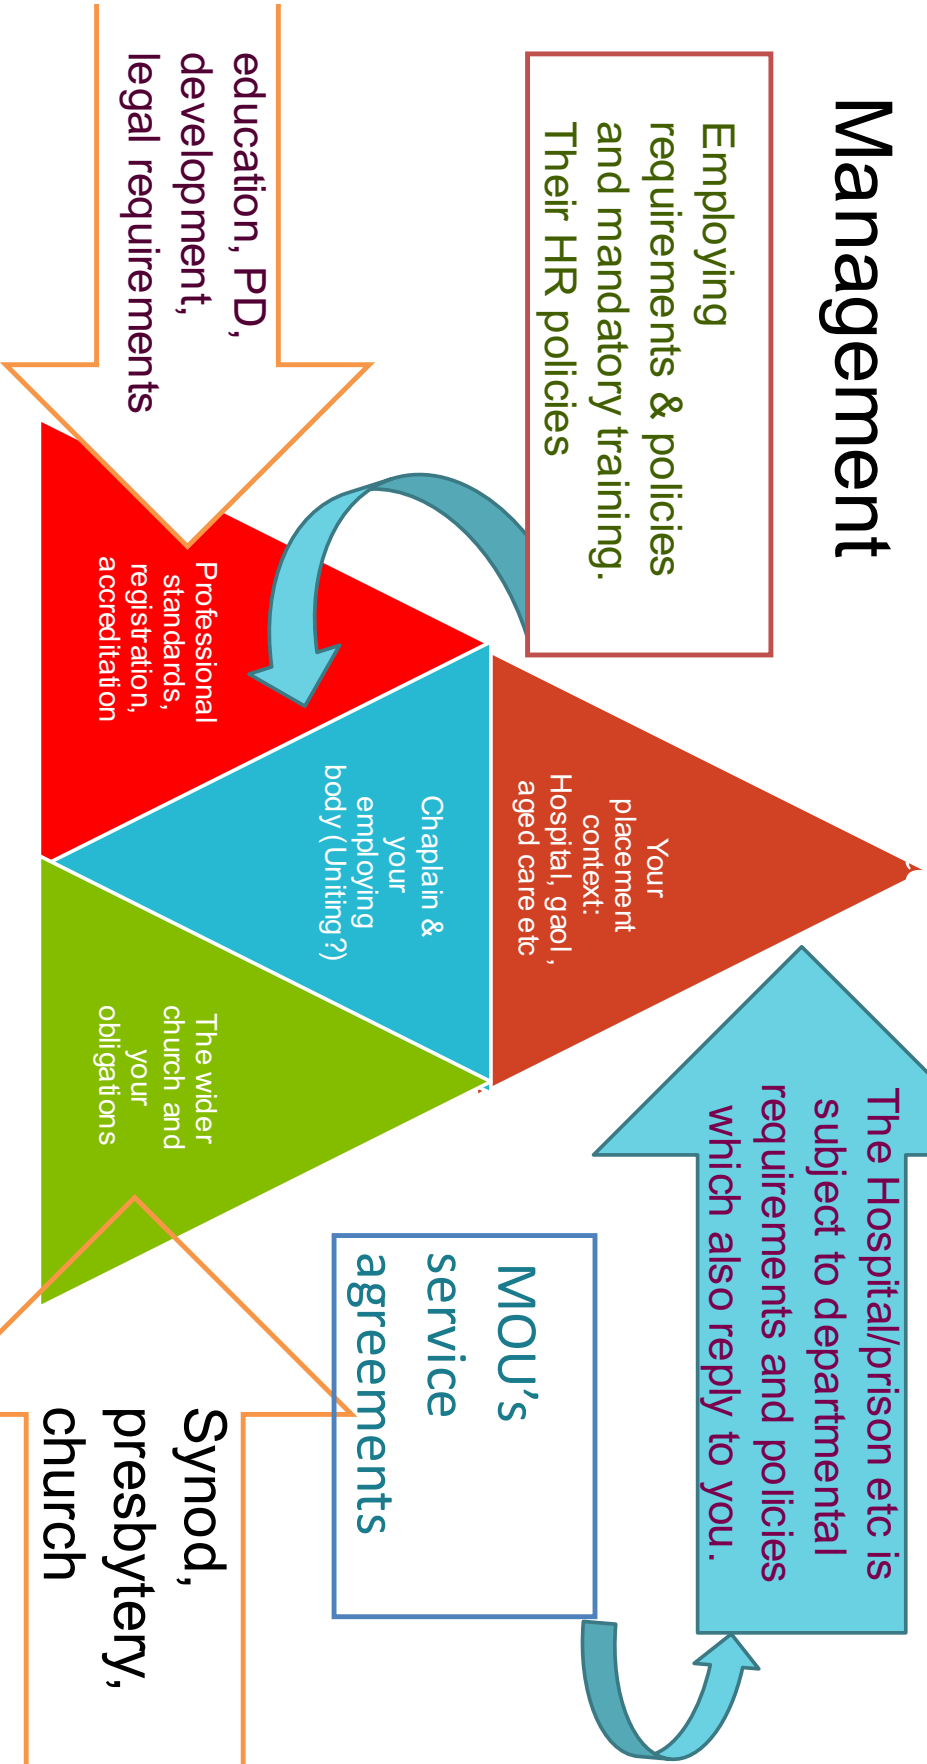 Management
Employing
requirements & policies
and mandatory training.
Their HR policies
The Hospital/prison etc is
subject to departmental
requirements and policies
which also reply to you.
Your
placement
context:
Hospital, gaol,
aged care etc
MOU's
service
agreements
Chaplain &
your
employing
body (Uniting?)
education, PD,
development,
legal requirements
Professional
standards,
registration,
accreditation
The wider
church and
your
obligations
Synod,
presbytery,
church